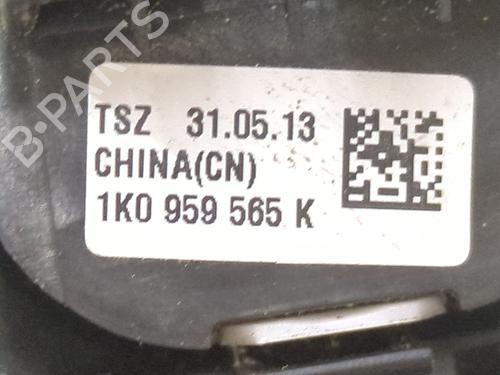 B-PARTS
TSZ 31.05.13
CHINA(CN)
1K0 959 565 K